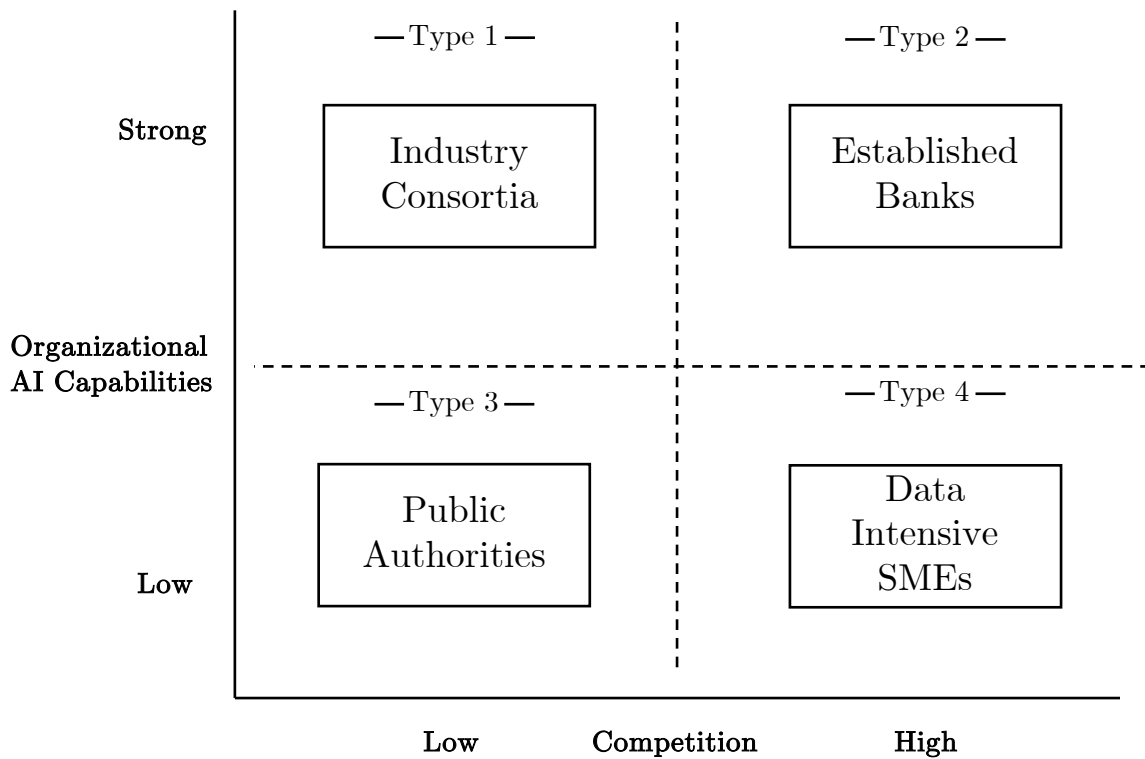 Type 1
Type 2
Strong
Industry
Consortia
Established
Banks
Organizational
AI Capabilities
Type 3
Type 4
Public
Authorities
Data
Intensive
SMEs
Low
Low
Competition
High